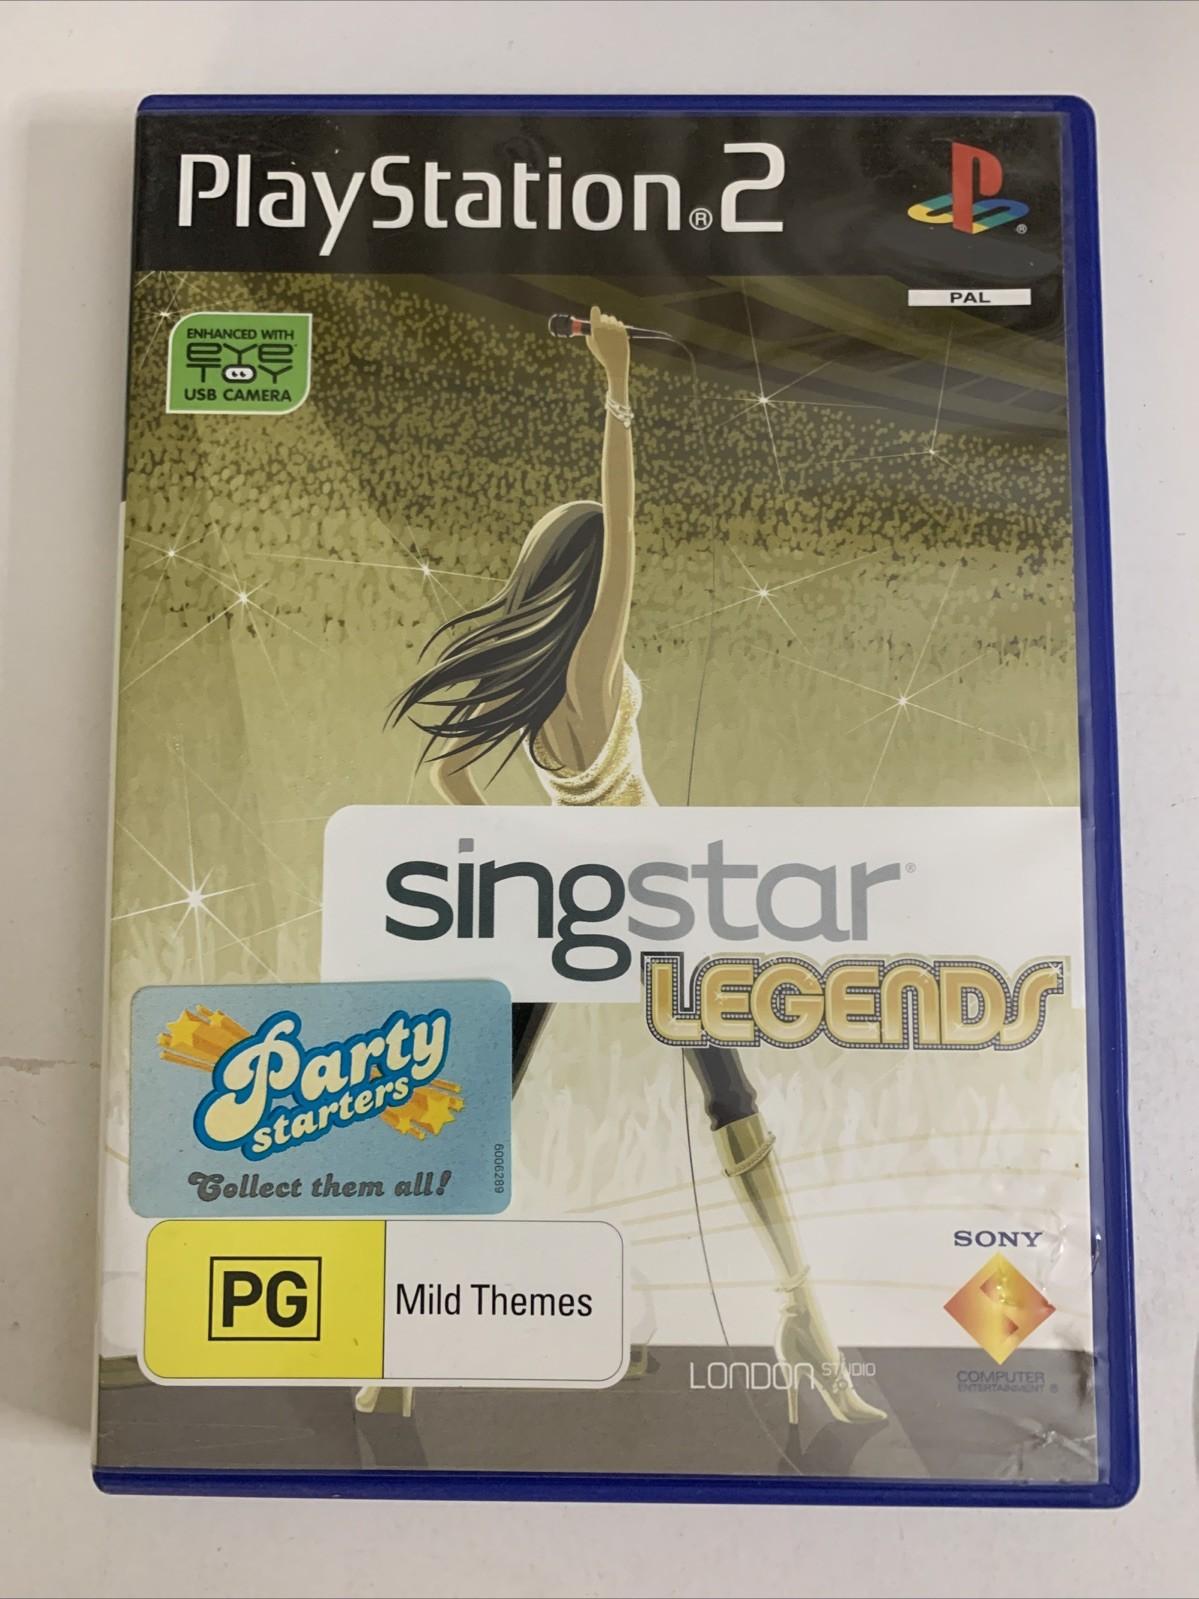 PlayStation®2
PAL
ENHANCED WITH
EYE
TOY™
USB CAMERA
singstar®
LEGENDS
Party
starters
Collect them all!
6006289
PG
Mild Themes
SONY
COMPUTER
ENTERTAINMENT®
LONDON STUDIO